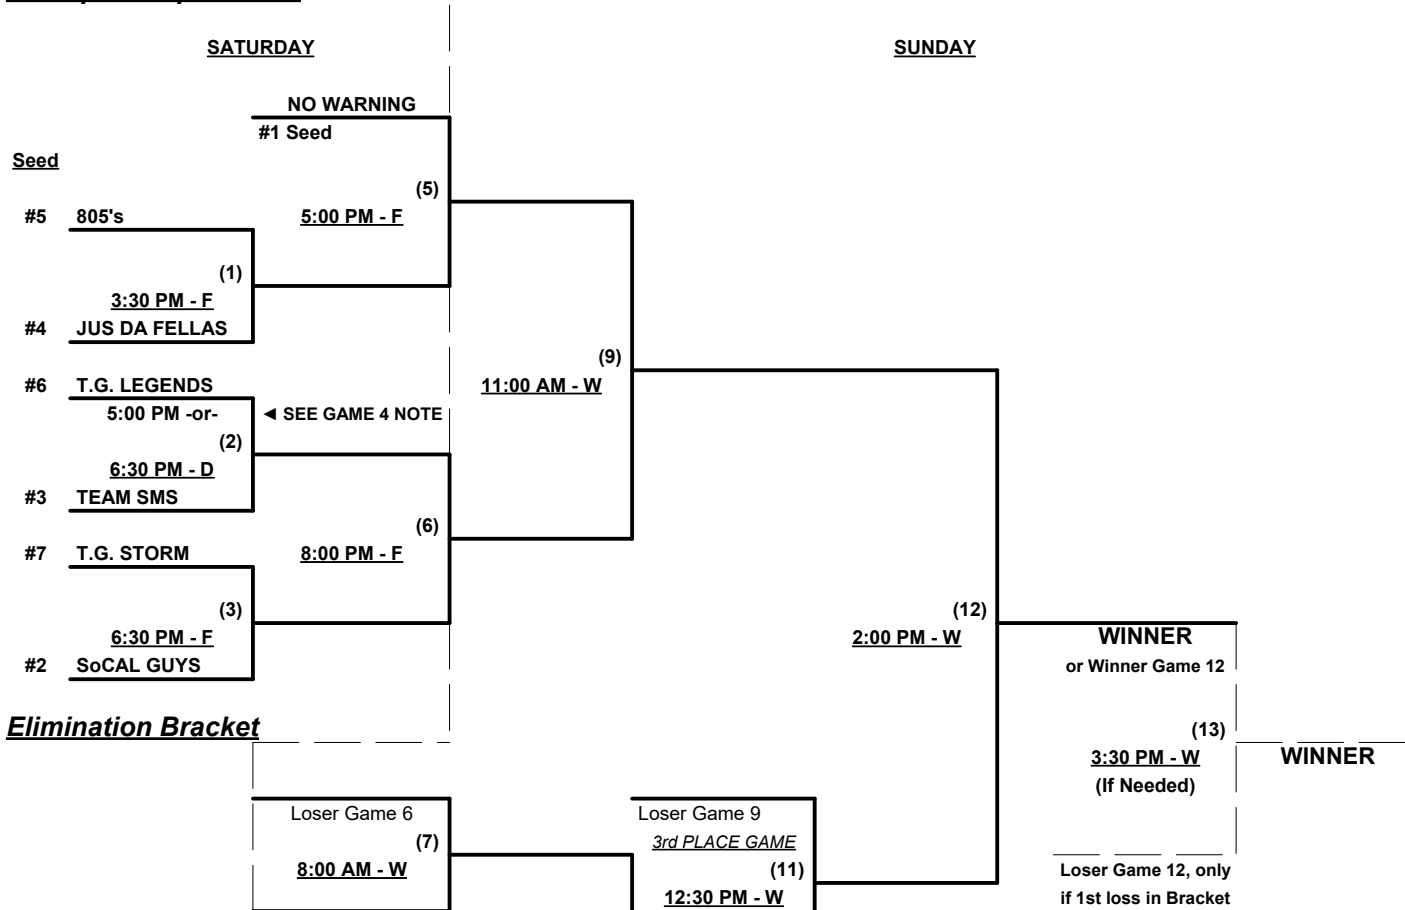 SATURDAY
SUNDAY
NO WARNING
#1 Seed
Seed
(5)
#5 805's
5:00 PM - F
(1)
3:30 PM - F
#4 JUS DA FELLAS
(9)
#6 T.G. LEGENDS
11:00 AM - W
5:00 PM -or-
◄ SEE GAME 4 NOTE
(2)
6:30 PM - D
#3 TEAM SMS
(6)
#7 T.G. STORM
8:00 PM - F
(3)
(12)
6:30 PM - F
2:00 PM - W
WINNER
#2 SoCAL GUYS
or Winner Game 12
Elimination Bracket
(13)
3:30 PM - W
WINNER
(If Needed)
Loser Game 6
Loser Game 9
(7)
3rd PLACE GAME
8:00 AM - W
(11)
Loser Game 12, only
12:30 PM - W
if 1st loss in Bracket